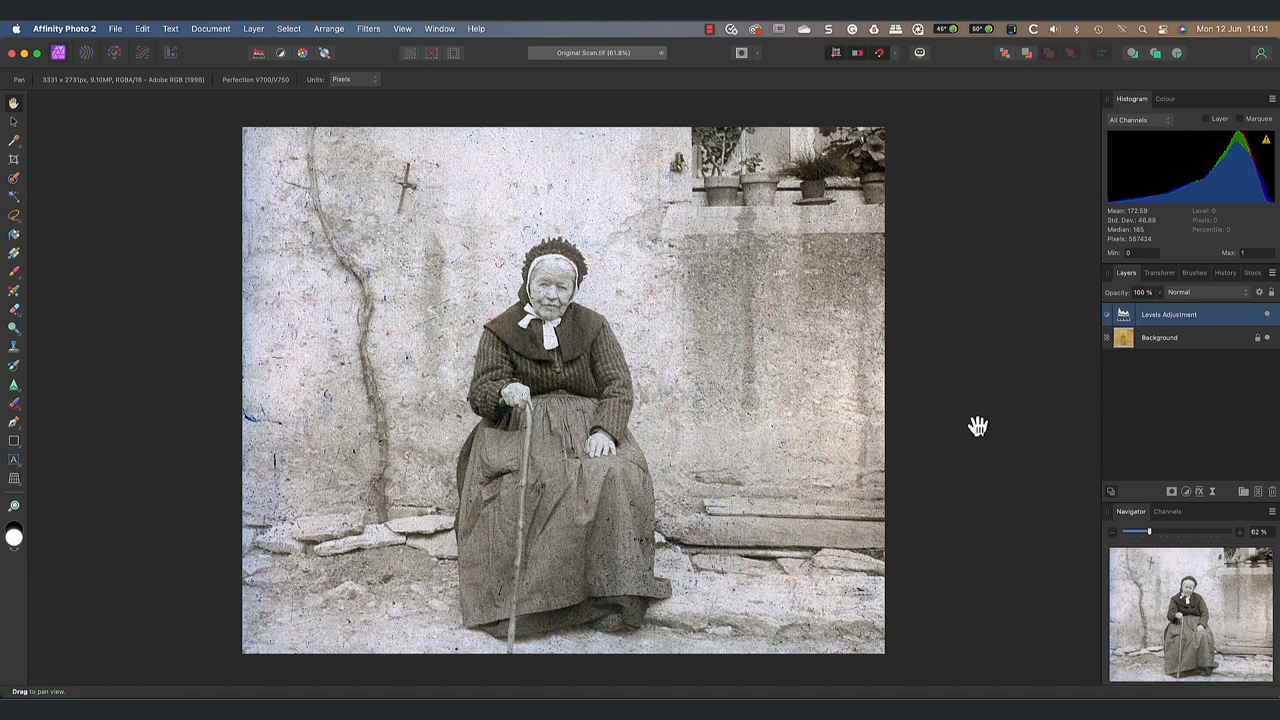 Affinity Photo 2 File Edit Text Document Layer Select Arrange Filters View Window Help 45° 50° Mon 12 Jun 14:01
Original Scan.tif (61.8%)
Pan 3331 × 2731px, 9.10MP, RGBA/16 - Adobe RGB (1998) Perfection V700/V750 Units: Pixels
Histogram Colour
All Channels Layer Marquee
Mean: 172.59 Level: 0
Std. Dev.: 46.88 Pixels: 0
Median: 185 Percentile: 0
Pixels: 567424
Min: 0 Max: 1
Layers Transform Brushes History Stock
Opacity: 100 % Normal
Levels Adjustment
Background
Navigator Channels
62 %
Drag to pan view.